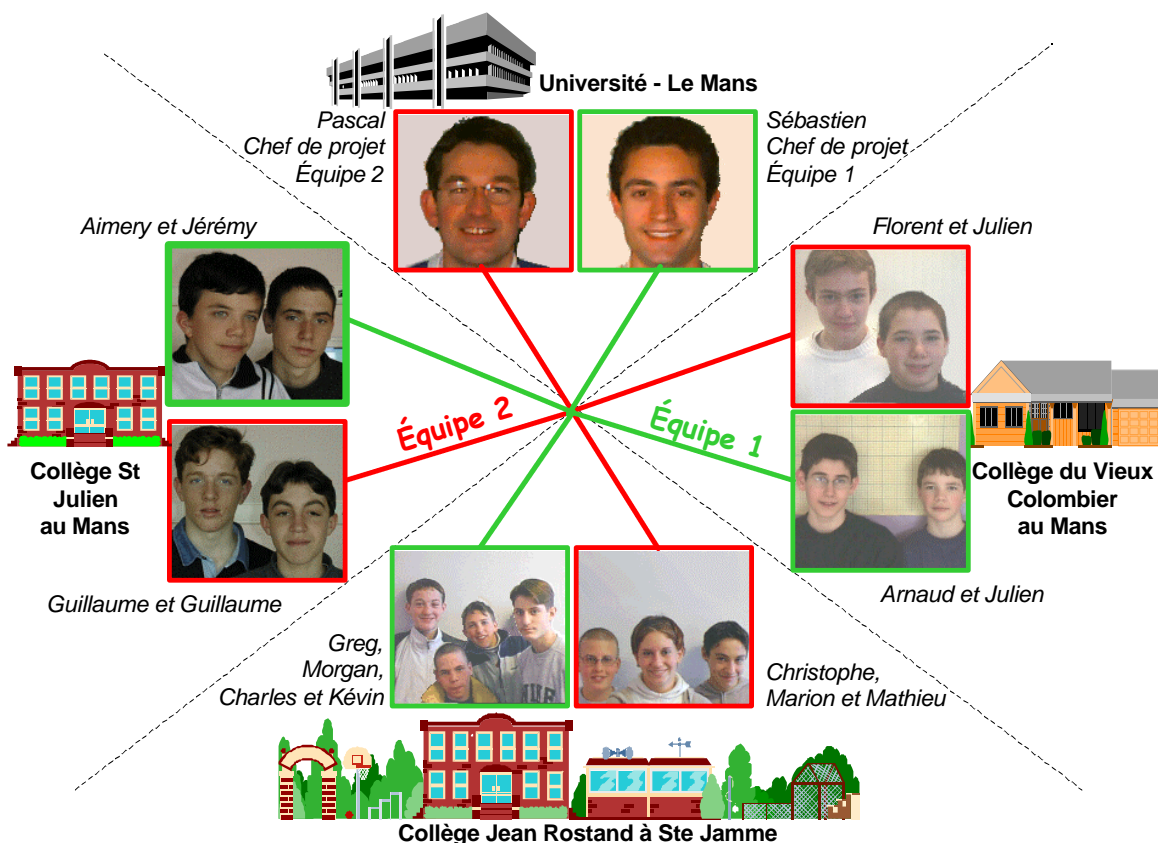 Université - Le Mans
Pascal
Chef de projet
Équipe 2
Sébastien
Chef de projet
Équipe 1
Aimery et Jérémy
Florent et Julien
Équipe 2
Équipe 1
Collège St
Julien
au Mans
Collège du Vieux
Colombier
au Mans
Guillaume et Guillaume
Arnaud et Julien
Greg,
Morgan,
Charles et Kévin
Christophe,
Marion et Mathieu
Collège Jean Rostand à Ste Jamme